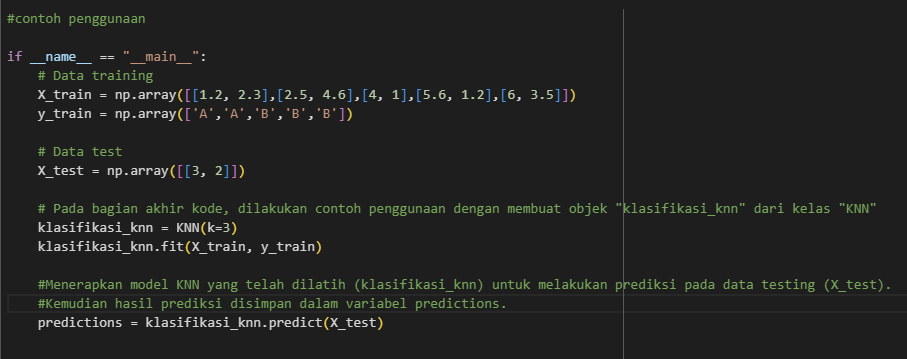 #contoh penggunaan
if __name__ == "__main__":
# Data training
X_train = np.array([[1.2, 2.3],[2.5, 4.6],[4, 1],[5.6, 1.2],[6, 3.5]])
y_train = np.array(['A','A','B','B','B'])
# Data test
X_test = np.array([[3, 2]])
# Pada bagian akhir kode, dilakukan contoh penggunaan dengan membuat objek "klasifikasi_knn" dari kelas "KNN"
klasifikasi_knn = KNN(k=3)
klasifikasi_knn.fit(X_train, y_train)
#Menerapkan model KNN yang telah dilatih (klasifikasi_knn) untuk melakukan prediksi pada data testing (X_test).
#Kemudian hasil prediksi disimpan dalam variabel predictions.
predictions = klasifikasi_knn.predict(X_test)